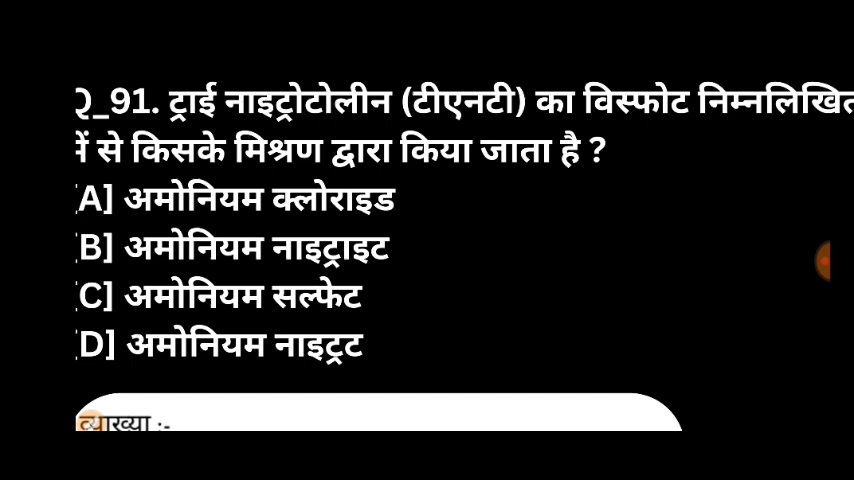 Q_91. ट्राई नाइट्रोटोलीन (टीएनटी) का विस्फोट निम्नलिखित
में से किसके मिश्रण द्वारा किया जाता है ?
[A] अमोनियम क्लोराइड
[B] अमोनियम नाइट्राइट
[C] अमोनियम सल्फेट
[D] अमोनियम नाइट्रट
व्याख्या :-